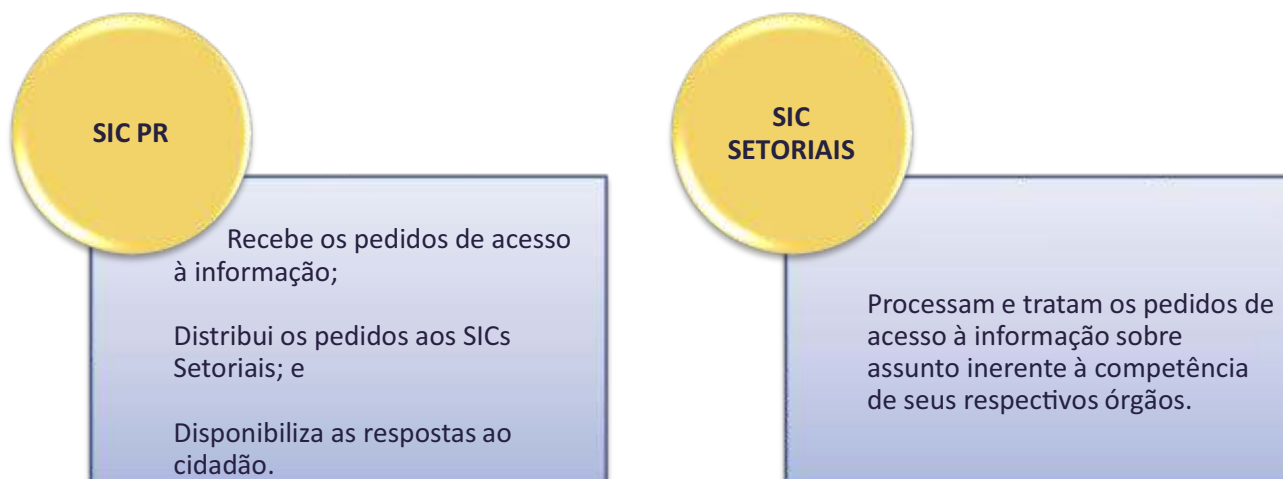 SIC PR
Recebe os pedidos de acesso
à informação;
Distribui os pedidos aos SICs
Setoriais; e
Disponibiliza as respostas ao
cidadão.
SIC
SETORIAIS
Processam e tratam os pedidos de
acesso à informação sobre
assunto inerente à competência
de seus respectivos órgãos.